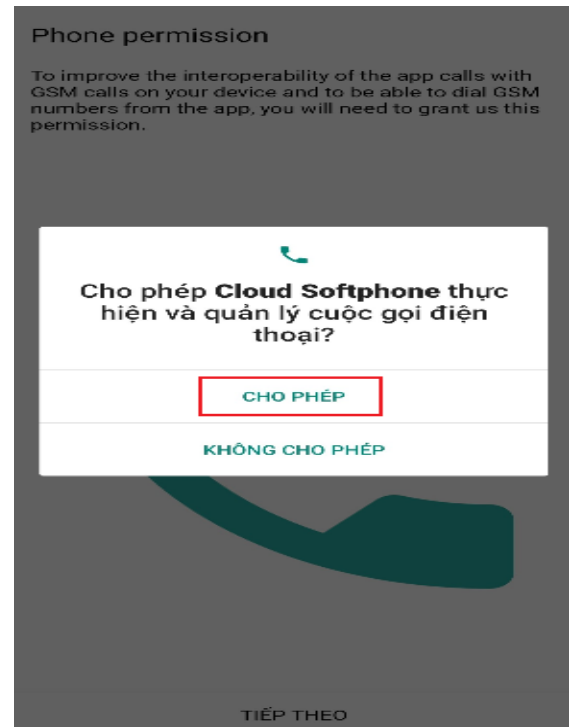 Phone permission
To improve the interoperability of the app calls with
GSM calls on your device and to be able to dial GSM
numbers from the app, you will need to grant us this
permission.
Cho phép Cloud Softphone thực
hiện và quản lý cuộc gọi điện
thoại?
CHO PHÉP
KHÔNG CHO PHÉP
TIẾP THEO